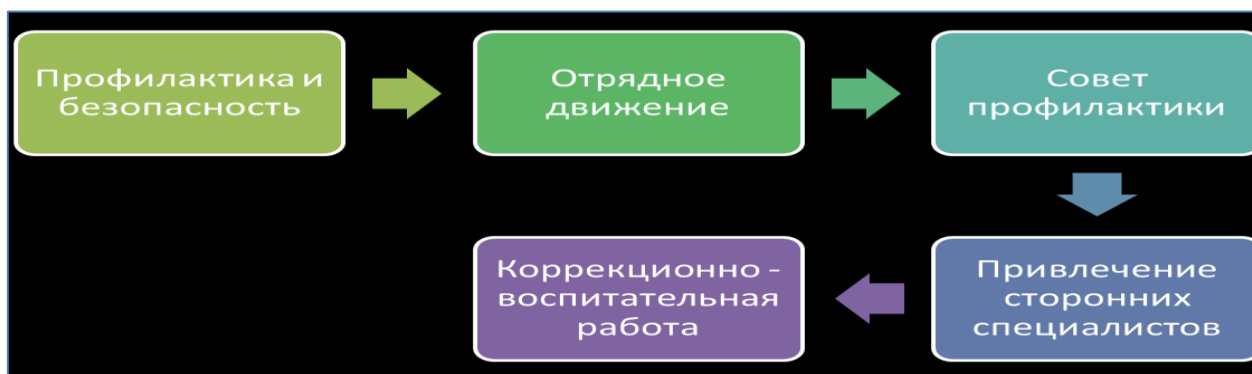 Профилактика и
безопасность
Отрядное
движение
Совет
профилактики
Привлечение
сторонних
специалистов
Коррекционно -
воспитательная
работа